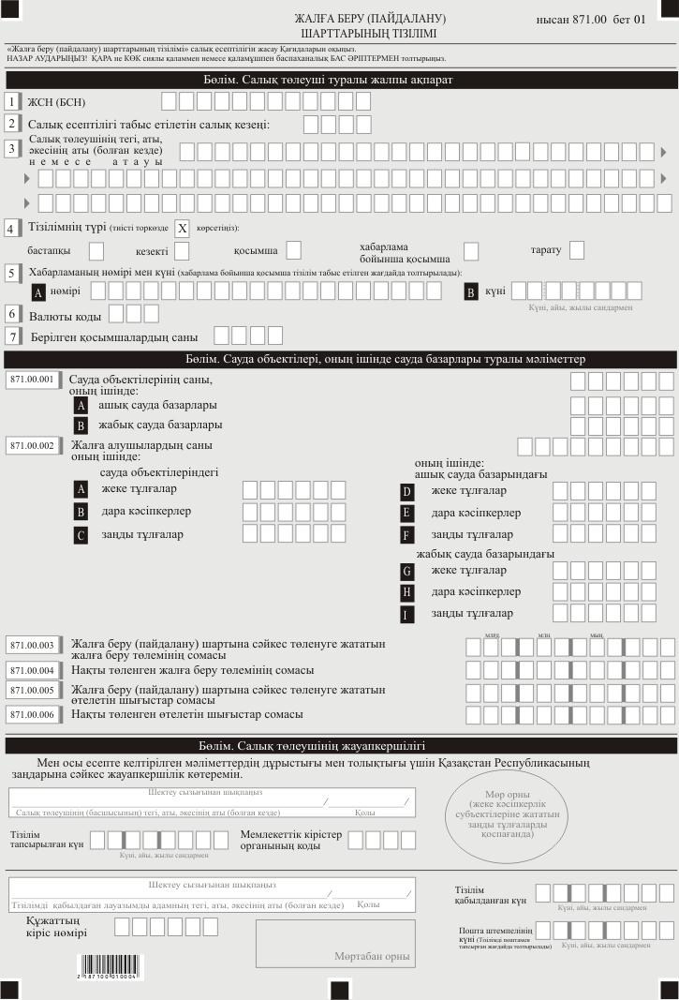 ЖАЛҒА БЕРУ (ПАЙДАЛАНУ)
ШАРТТАРЫНЫҢ ТІЗІЛІМІ
нысан 871.00 бет 01
«Жалға беру (пайдалану) шарттарының тізілімі» салық есептілігін жасау Қағидаларын оқыңыз.
НАЗАР АУДАРЫҢЫЗ! ҚАРА не КӨК сиялы қаламмен немесе қаламұшпен баспаханалық БАС ӘРІПТЕРМЕН толтырыңыз.
Бөлім. Салық төлеуші туралы жалпы ақпарат
1 ЖСН (БСН)
2 Салық есептілігі табыс етілетін салық кезеңі:
3 Салық төлеушінің тегі, аты,
әкесінің аты (болған кезде)
немесе атауы
4 Тізілімнің түрі (тиісті торкөзде X көрсетіңіз):
бастапқы кезекті қосымша хабарлама
бойынша қосымша тарату
5 Хабарламаның нөмірі мен күні (хабарлама бойынша қосымша тізілім табыс етілген жағдайда толтырылады):
A нөмірі B күні
Күні, айы, жылы сандармен
6 Валюты коды
7 Берілген қосымшалардың саны
Бөлім. Сауда объектілері, оның ішінде сауда базарлары туралы мәліметтер
871.00.001 Сауда объектілерінің саны,
оның ішінде:
A ашық сауда базарлары
B жабық сауда базарлары
871.00.002 Жалға алушылардың саны
оның ішінде:
сауда объектілеріндегі
A жеке тұлғалар
B дара кәсіпкерлер
C заңды тұлғалар
оның ішінде:
ашық сауда базарындағы
D жеке тұлғалар
E дара кәсіпкерлер
F заңды тұлғалар
жабық сауда базарындағы
G жеке тұлғалар
H дара кәсіпкерлер
I заңды тұлғалар
млрд. млн. мың.
871.00.003 Жалға беру (пайдалану) шартына сәйкес төленуге жататын
жалға беру төлемінің сомасы
871.00.004 Нақты төленген жалға беру төлемінің сомасы
871.00.005 Жалға беру (пайдалану) шартына сәйкес төленуге жататын
өтелетін шығыстар сомасы
871.00.006 Нақты төленген өтелетін шығыстар сомасы
Бөлім. Салық төлеушінің жауапкершілігі
Мен осы есепте келтірілген мәліметтердің дұрыстығы мен толықтығы үшін Қазақстан Республикасының
заңдарына сәйкес жауапкершілік көтеремін.
Шектеу сызығынан шықпаңыз
/ /
Салық төлеушінің (басшысының) тегі, аты, әкесінің аты (болған кезде) Қолы
Мөр орны
(жеке кәсіпкерлік
субъектілеріне жататын
заңды тұлғаларды
қоспағанда)
Тізілім
тапсырылған күн
Күні, айы, жылы сандармен
Мемлекеттік кірістер
органының коды
Шектеу сызығынан шықпаңыз
/ /
Тізілімді қабылдаған лауазымды адамның тегі, аты, әкесінің аты (болған кезде) Қолы
Тізілім
қабылданған күн
Күні, айы, жылы сандармен
Құжаттың
кіріс нөмірі
Мөртабан орны
Пошта штемпелінің
күні (Тізілімді поштамен
тапсырған жағдайда толтырылады)
Күні, айы, жылы сандармен
2187100010004